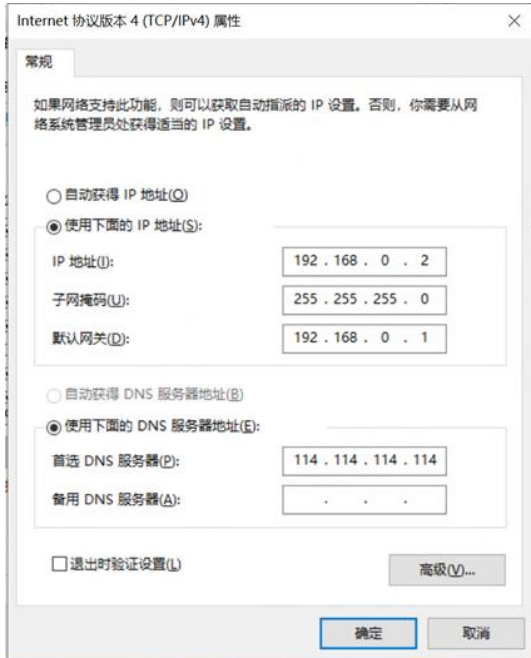 Internet 协议版本 4 (TCP/IPv4) 属性
常规
如果网络支持此功能，则可以获取自动指派的 IP 设置。否则，你需要从网
络系统管理员处获得适当的 IP 设置。
自动获得 IP 地址(O)
使用下面的 IP 地址(S):
IP 地址(I):
192 . 168 . 0 . 2
子网掩码(U):
255 . 255 . 255 . 0
默认网关(D):
192 . 168 . 0 . 1
自动获得 DNS 服务器地址(B)
使用下面的 DNS 服务器地址(E):
首选 DNS 服务器(P):
114 . 114 . 114 . 114
备用 DNS 服务器(A):
. . .
退出时验证设置(L)
高级(V)...
确定
取消